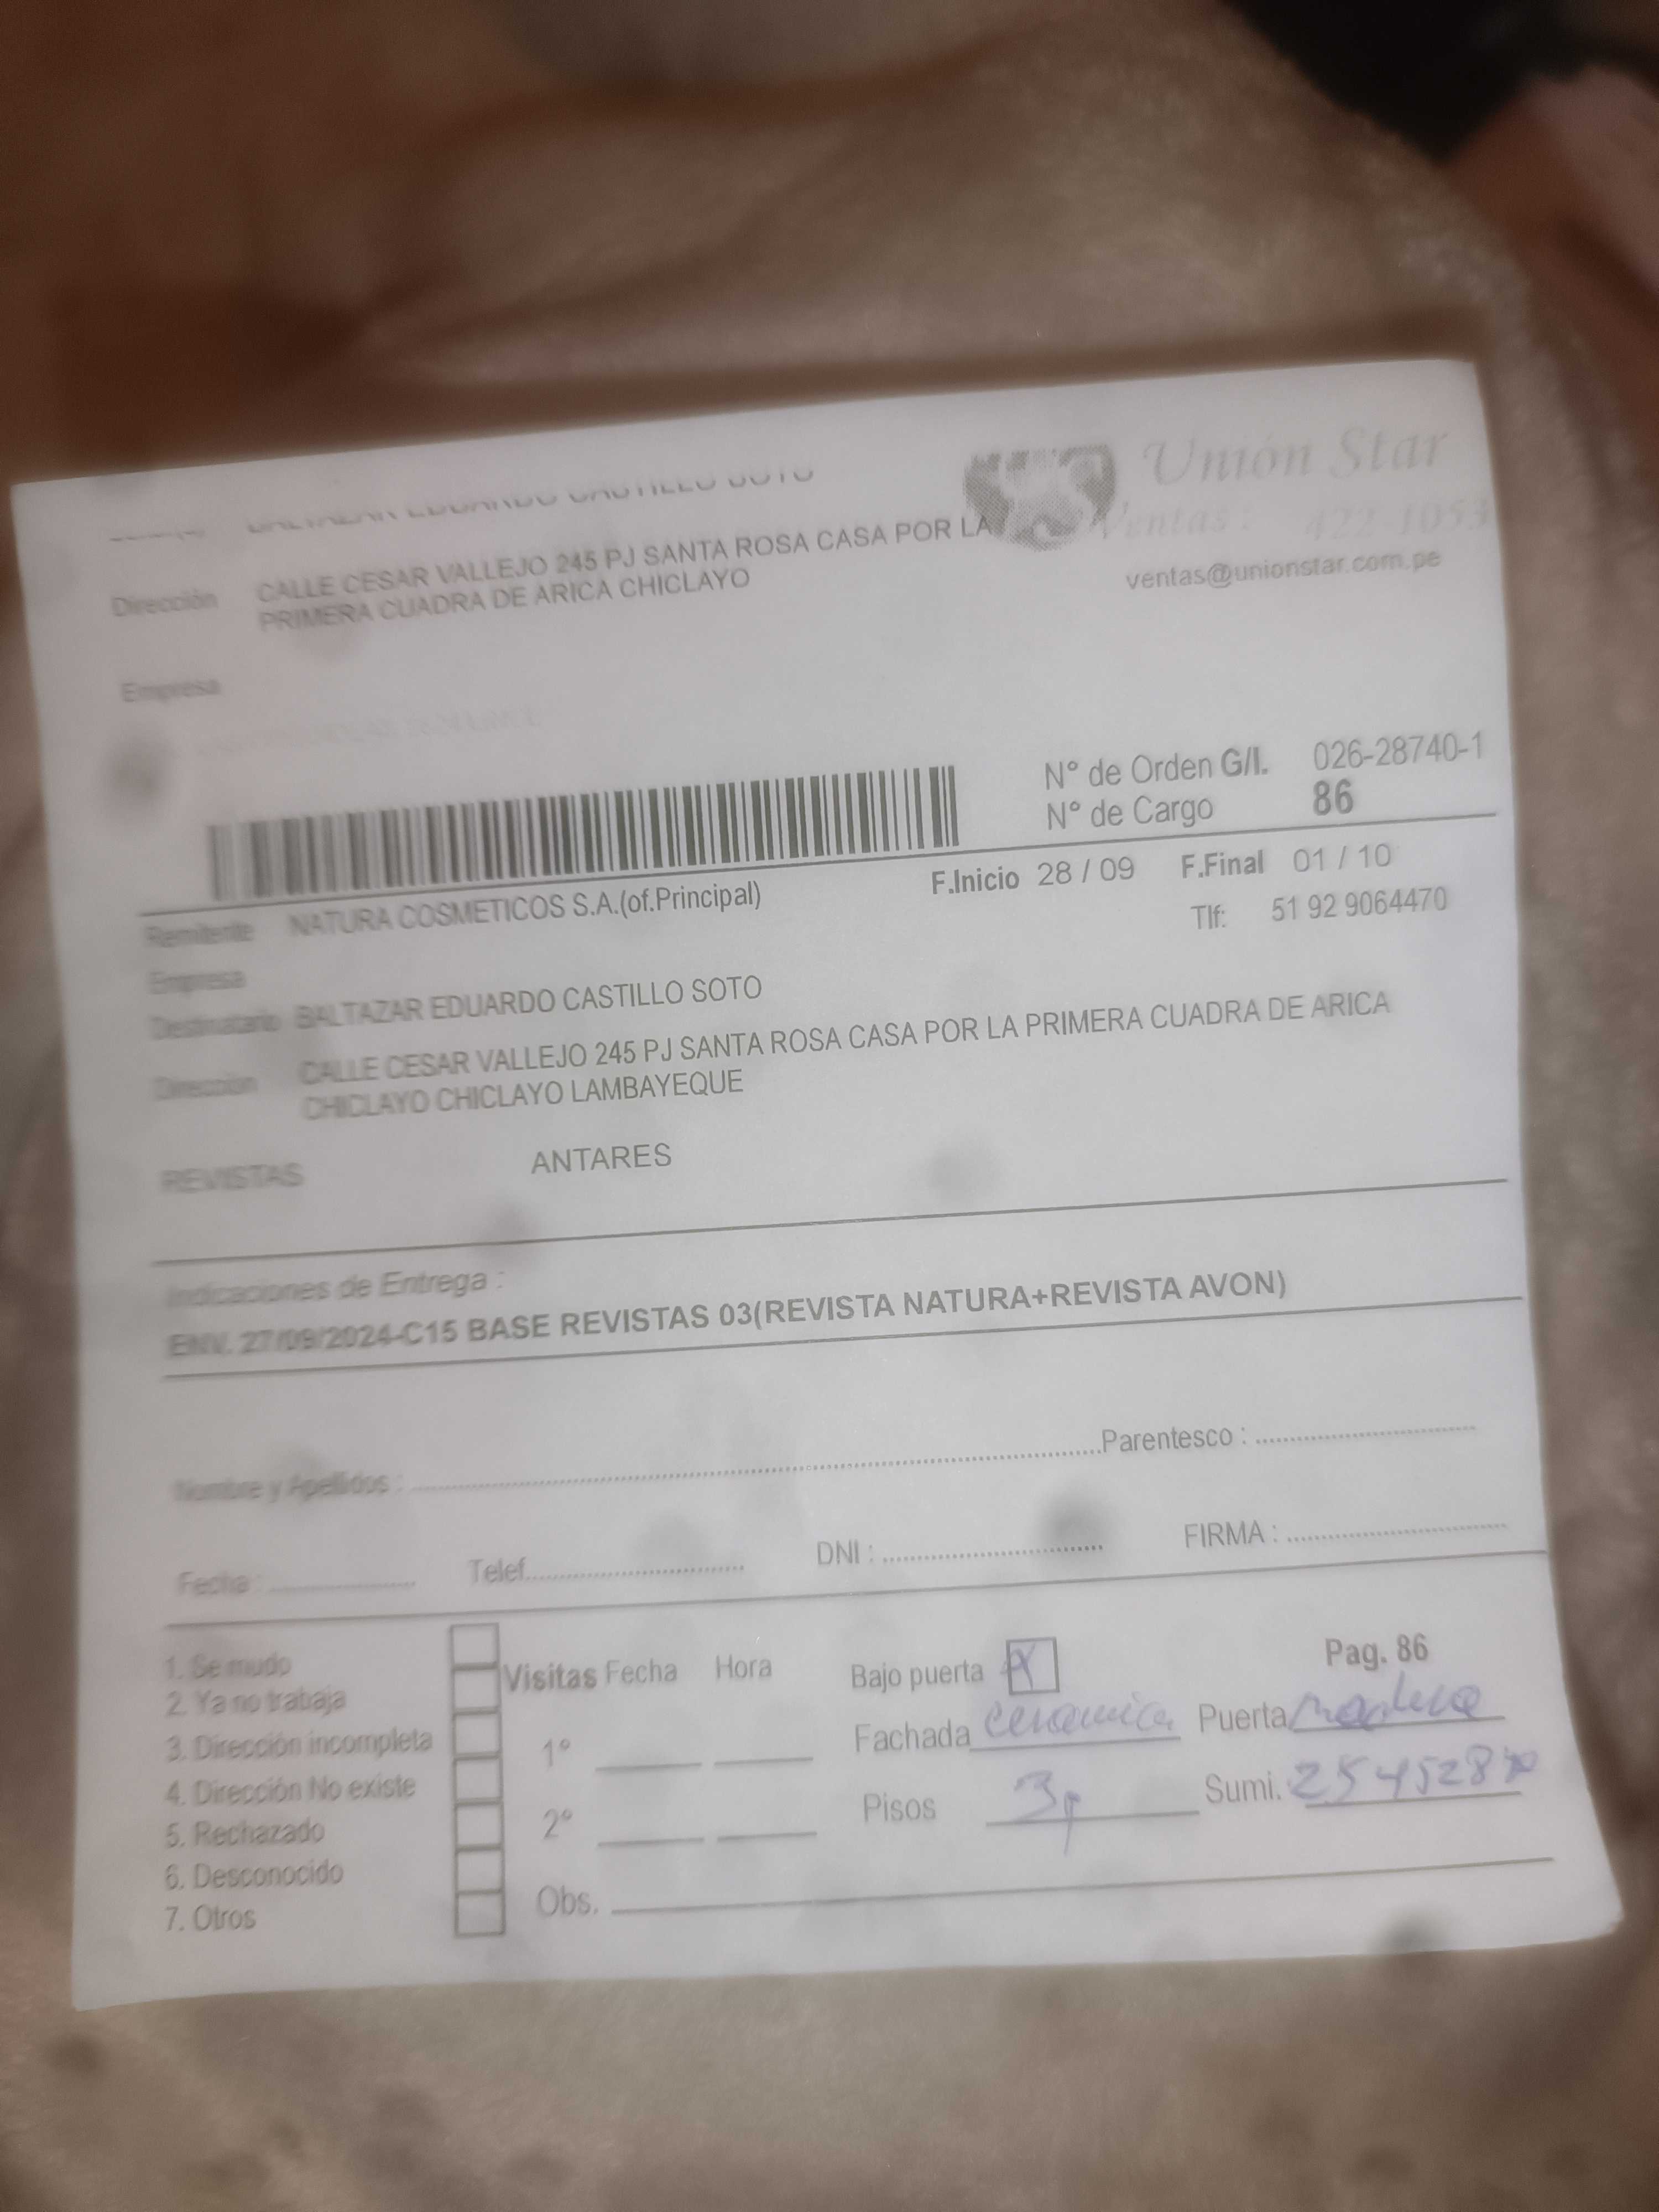 BALTAZAR EDUARDO CASTILLO SOTO
Unión Star
Ventas: 422 1053
ventas@unionstar.com.pe
Dirección CALLE CESAR VALLEJO 245 PJ SANTA ROSA CASA POR LA
PRIMERA CUADRA DE ARICA CHICLAYO
Empresa
N° de Orden G/I. 026-28740-1
N° de Cargo 86
F.Inicio 28 / 09 F.Final 01 / 10
Remitente NATURA COSMETICOS S.A.(of.Principal)
Tlf: 51 92 9064470
Empresa
Destinatario BALTAZAR EDUARDO CASTILLO SOTO
Dirección CALLE CESAR VALLEJO 245 PJ SANTA ROSA CASA POR LA PRIMERA CUADRA DE ARICA
CHICLAYO CHICLAYO LAMBAYEQUE
REVISTAS ANTARES
Indicaciones de Entrega :
ENV. 27/09/2024-C15 BASE REVISTAS 03(REVISTA NATURA+REVISTA AVON)
Nombre y Apellidos : Parentesco :
Fecha : Telef. DNI : FIRMA :
1. Se mudo
2. Ya no trabaja
3. Dirección incompleta
4. Dirección No existe
5. Rechazado
6. Desconocido
7. Otros
Visitas Fecha Hora
1°
2°
Obs.
Bajo puerta X
Pag. 86
Fachada ceramica Puerta madera
Pisos 3p Sumi.